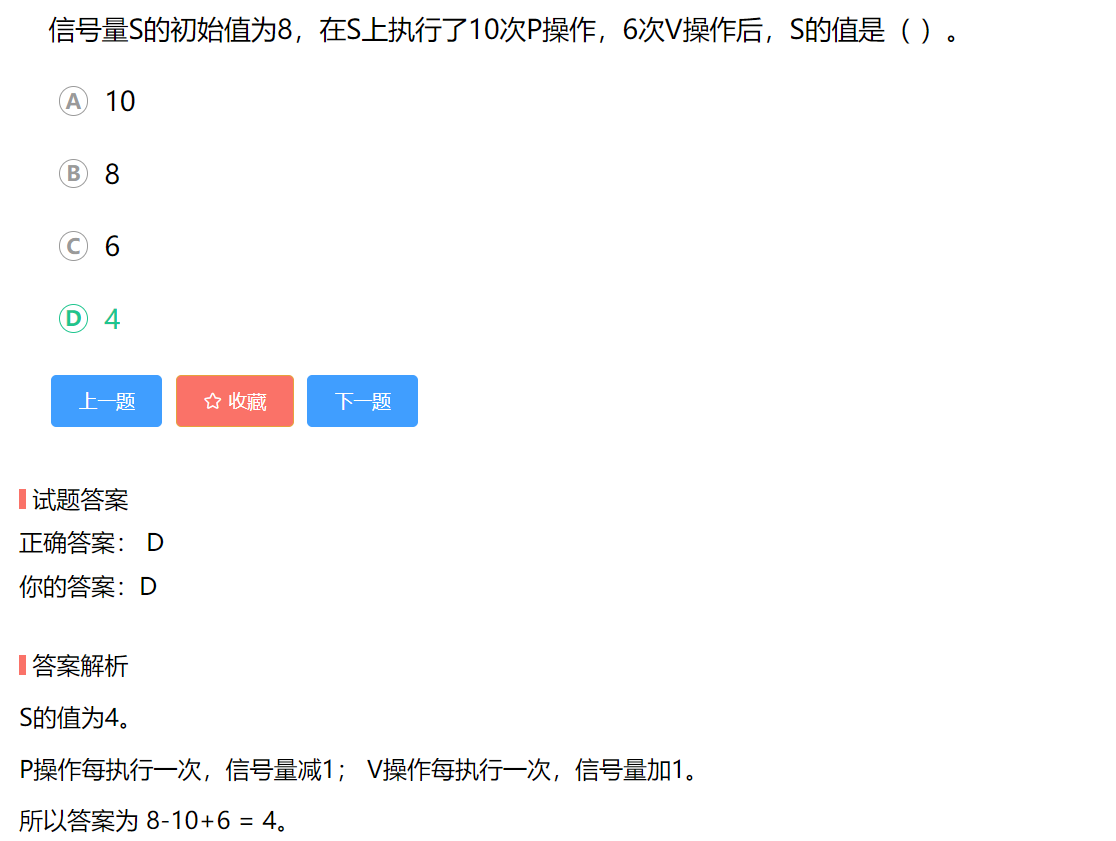 信号量S的初始值为8，在S上执行了10次P操作，6次V操作后，S的值是（ ）。
A 10
B 8
C 6
D 4
上一题 收藏 下一题
试题答案
正确答案： D
你的答案：D
答案解析
S的值为4。
P操作每执行一次，信号量减1； V操作每执行一次，信号量加1。
所以答案为 8-10+6 = 4。